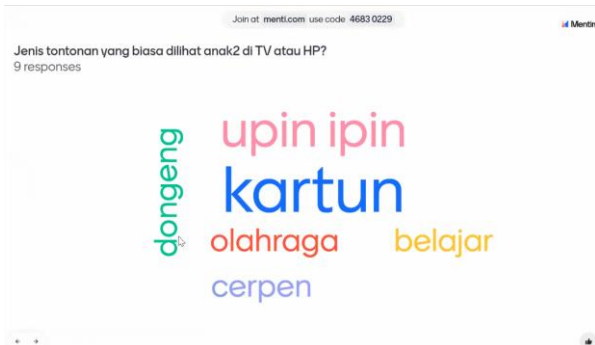 Join at menti.com use code 4683 0229
Mentim
Jenis tontonan yang biasa dilihat anak2 di TV atau HP?
9 responses
dongeng
upin ipin
kartun
olahraga
belajar
cerpen